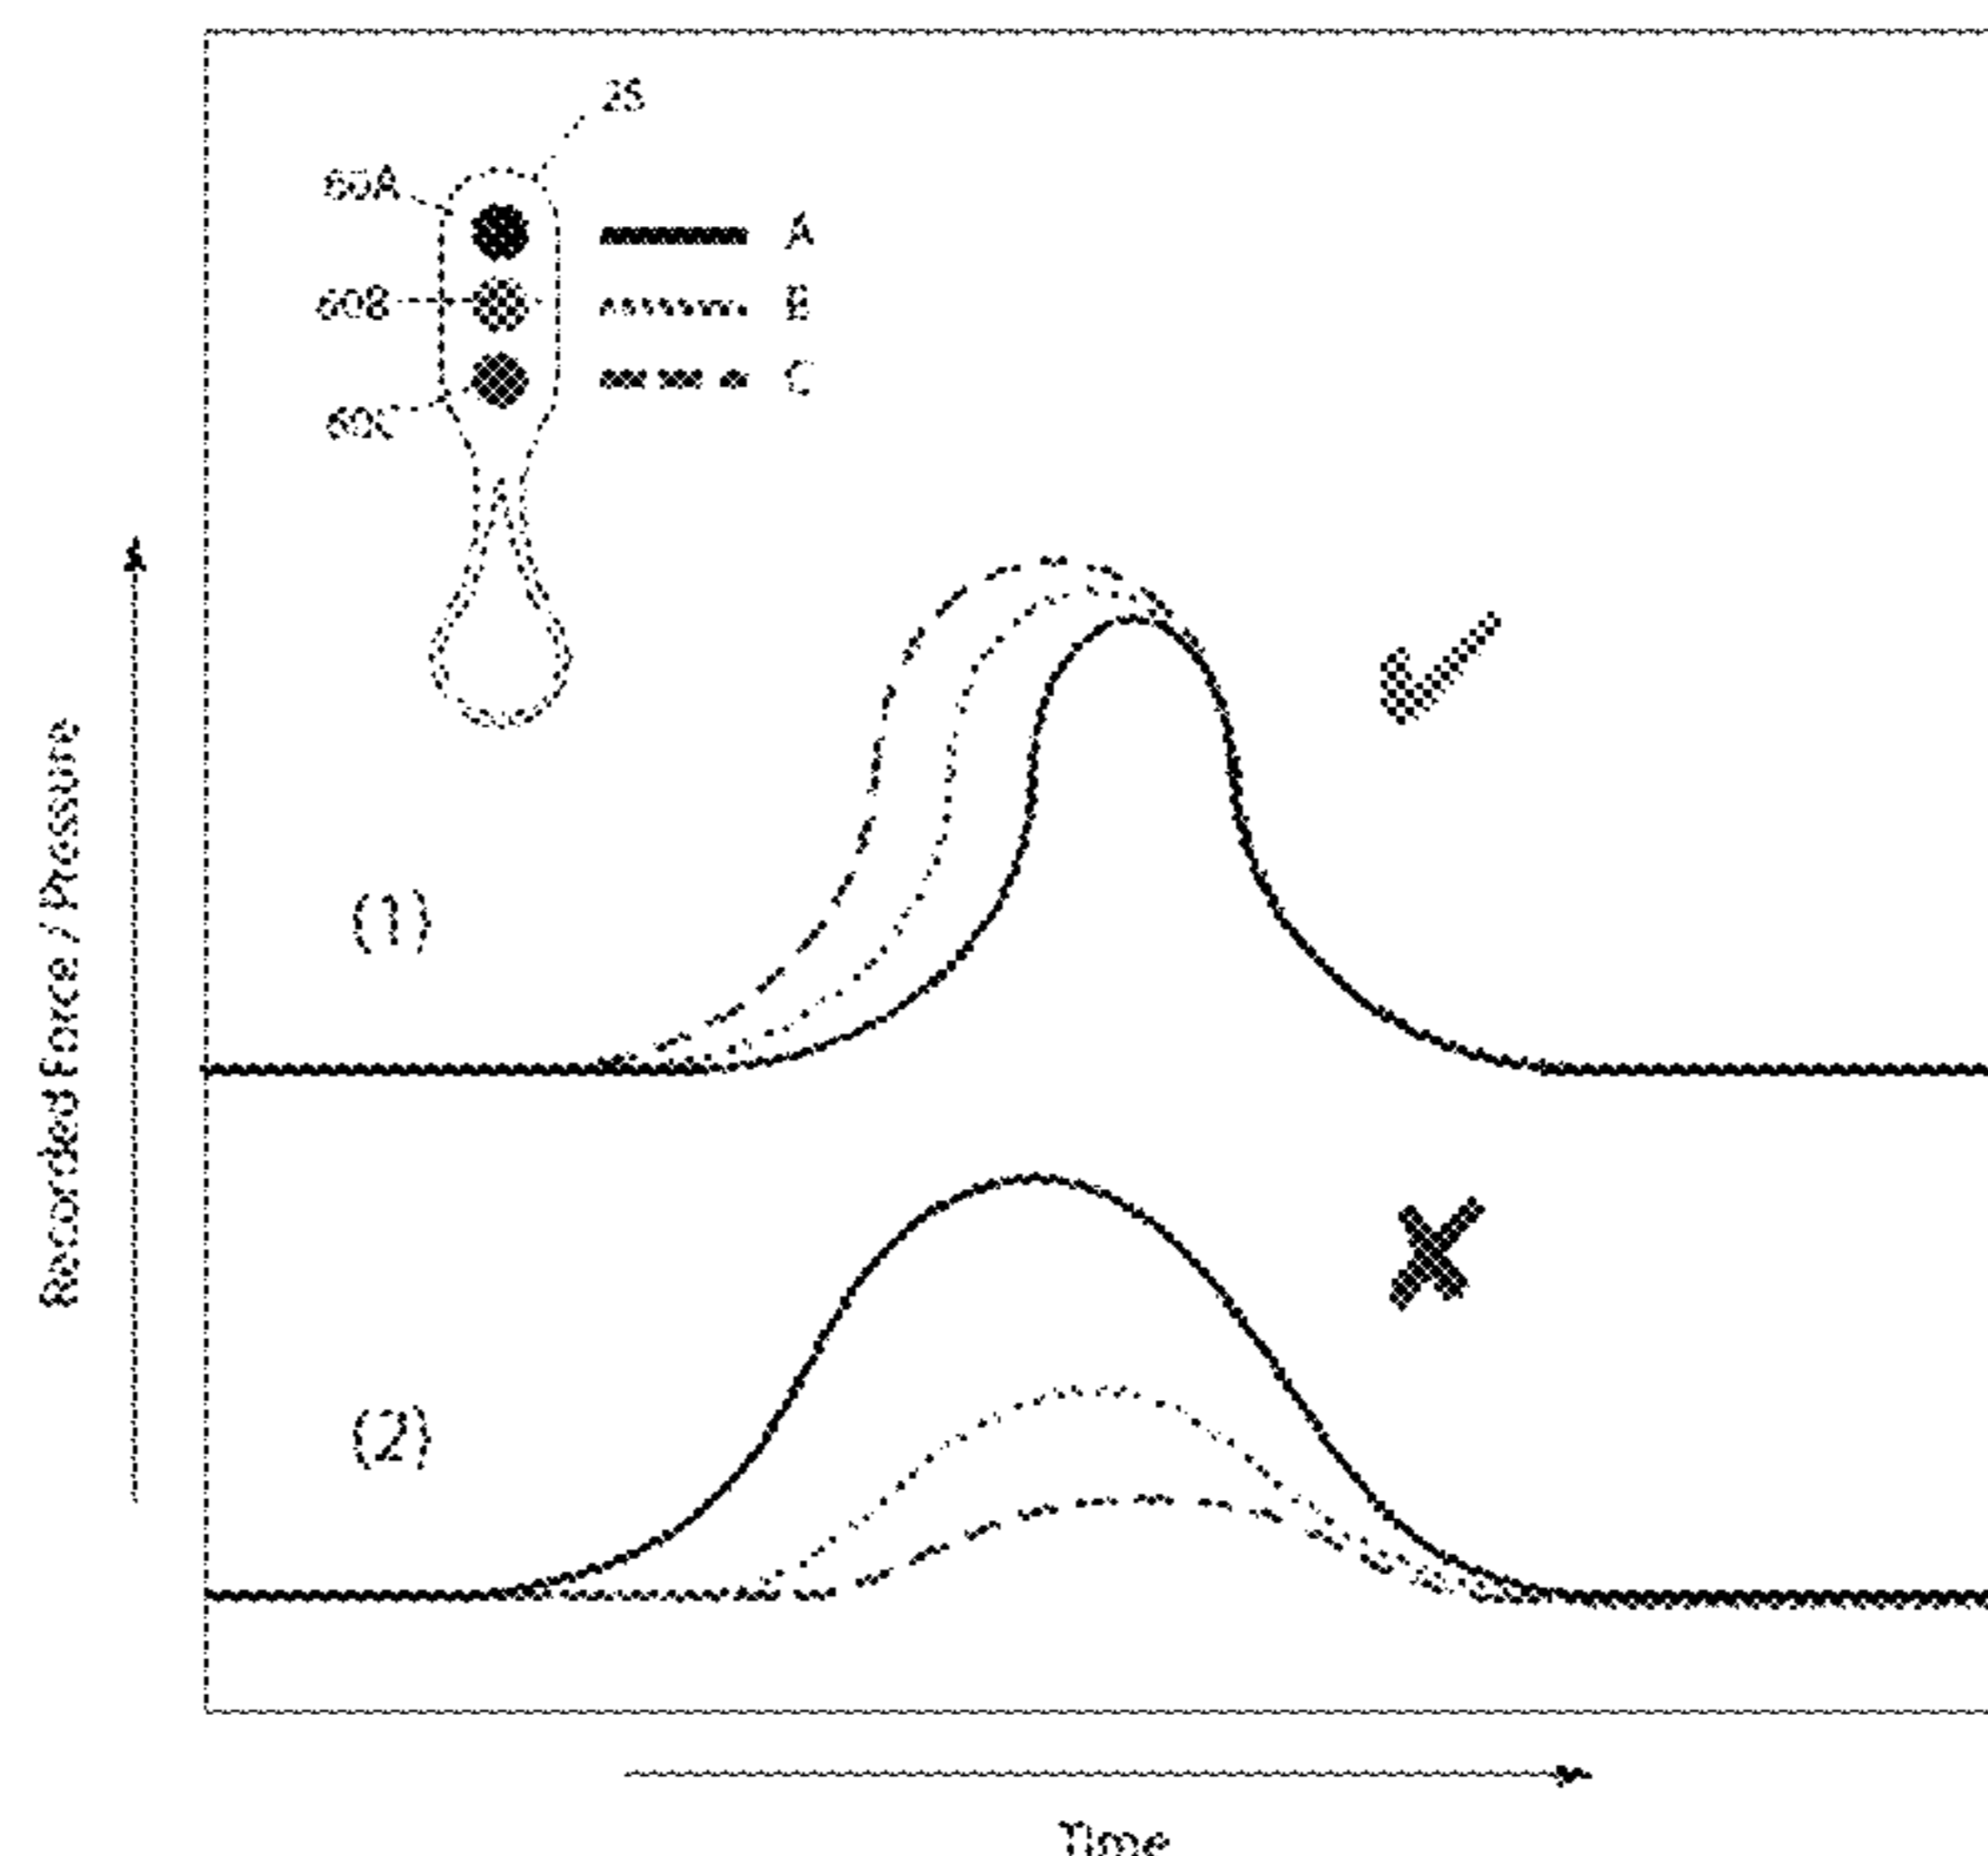 25
60A
A
60B
B
C
60C
(1)
Recorded Force / Pressure
(2)
Time